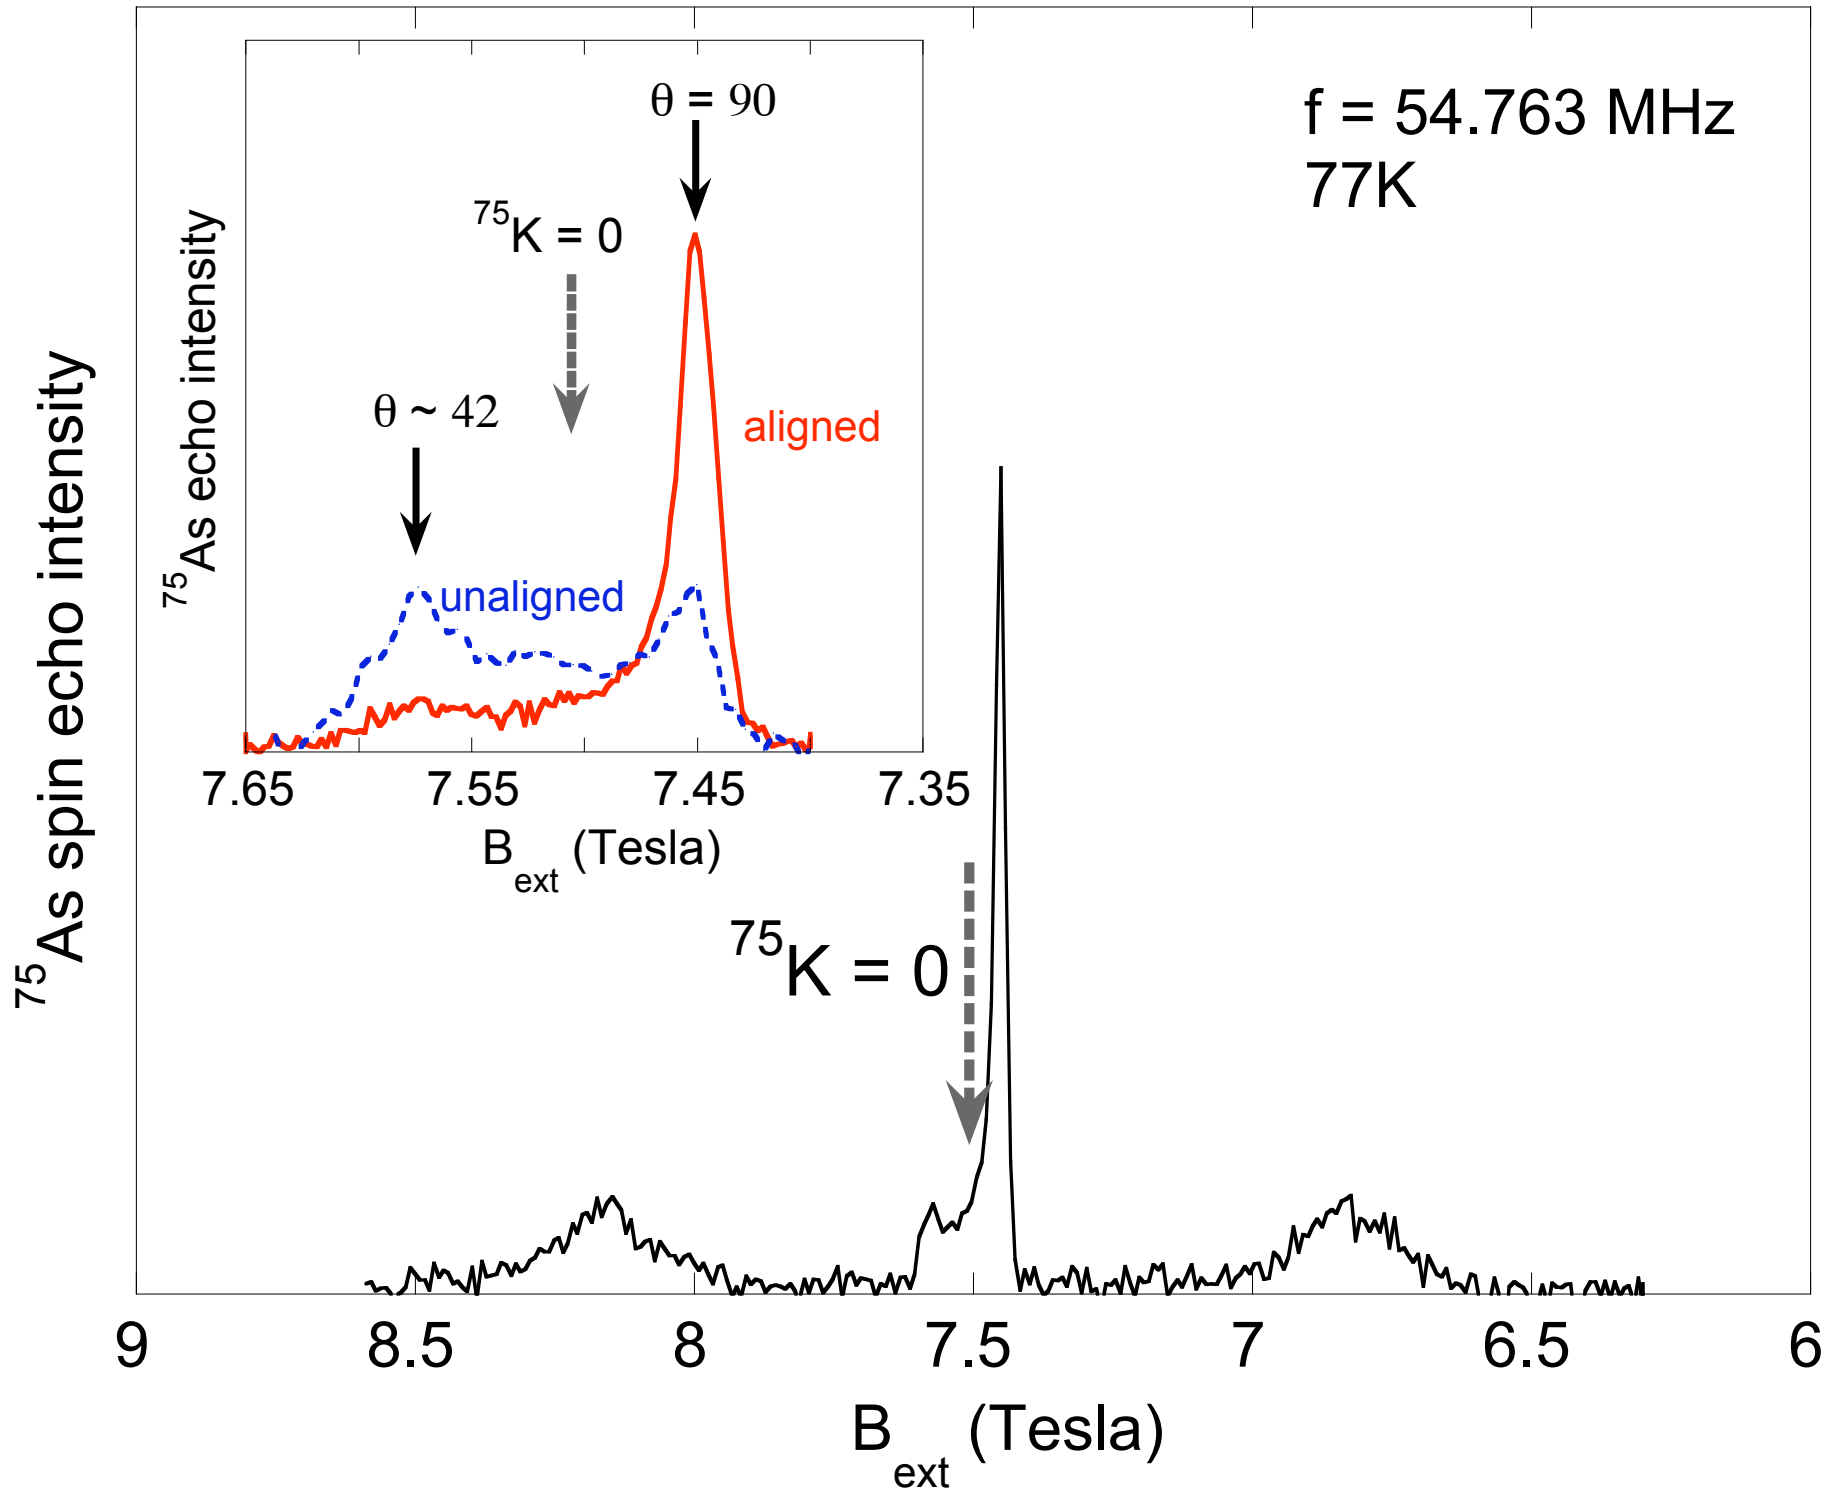 θ = 90
f = 54.763 MHz
77K
⁷⁵K = 0
θ ~ 42
aligned
unaligned
⁷⁵As echo intensity
7.65 7.55 7.45 7.35
B_ext (Tesla)
⁷⁵K = 0
⁷⁵As spin echo intensity
9 8.5 8 7.5 7 6.5 6
B_ext (Tesla)